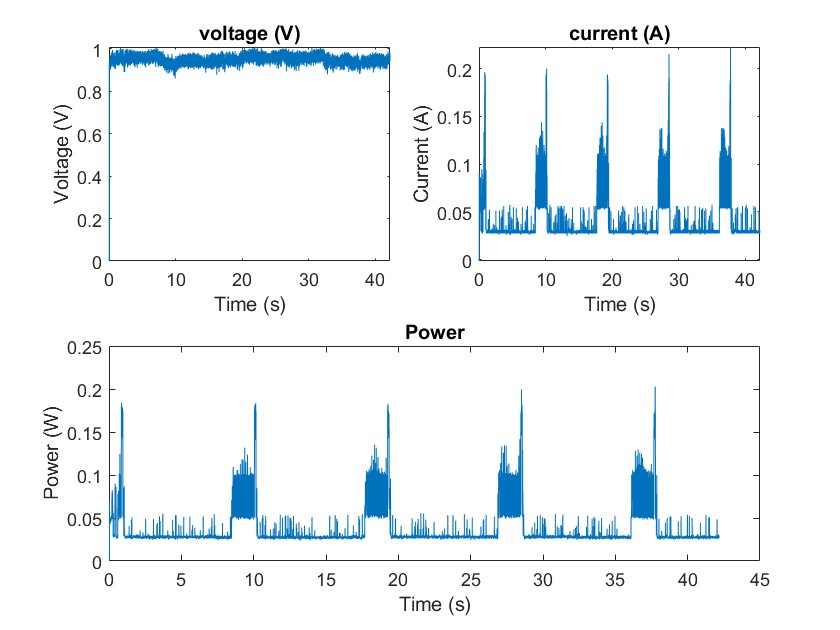 voltage (V)
1
0.8
0.6
0.4
0.2
0
Voltage (V)
0 10 20 30 40
Time (s)
current (A)
0.2
0.15
0.1
0.05
0
Current (A)
0 10 20 30 40
Time (s)
Power
0.25
0.2
0.15
0.1
0.05
0
Power (W)
0 5 10 15 20 25 30 35 40 45
Time (s)